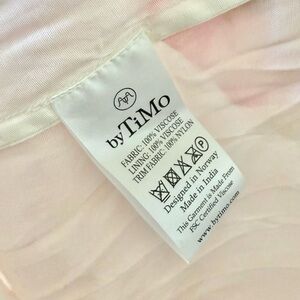 byTiMo
FABRIC: 100% VISCOSE
LINING: 100% VISCOSE
TRIM FABRIC: 100% NYLON
P
Designed in Norway
Made in India
This Garment is Made From
FSC Certified Viscose
www.bytimo.com